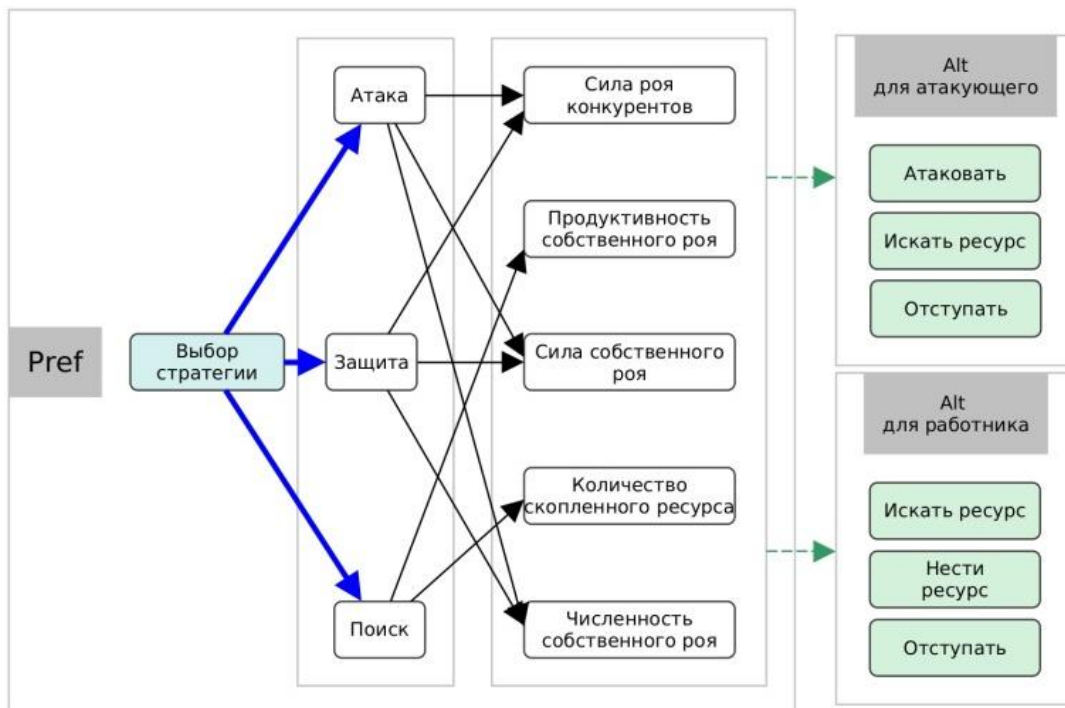 Pref
Выбор
стратегии
Атака
Защита
Поиск
Сила роя
конкурентов
Продуктивность
собственного роя
Сила собственного
роя
Количество
скопленного ресурса
Численность
собственного роя
Alt
для атакующего
Атаковать
Искать ресурс
Отступать
Alt
для работника
Искать ресурс
Нести
ресурс
Отступать